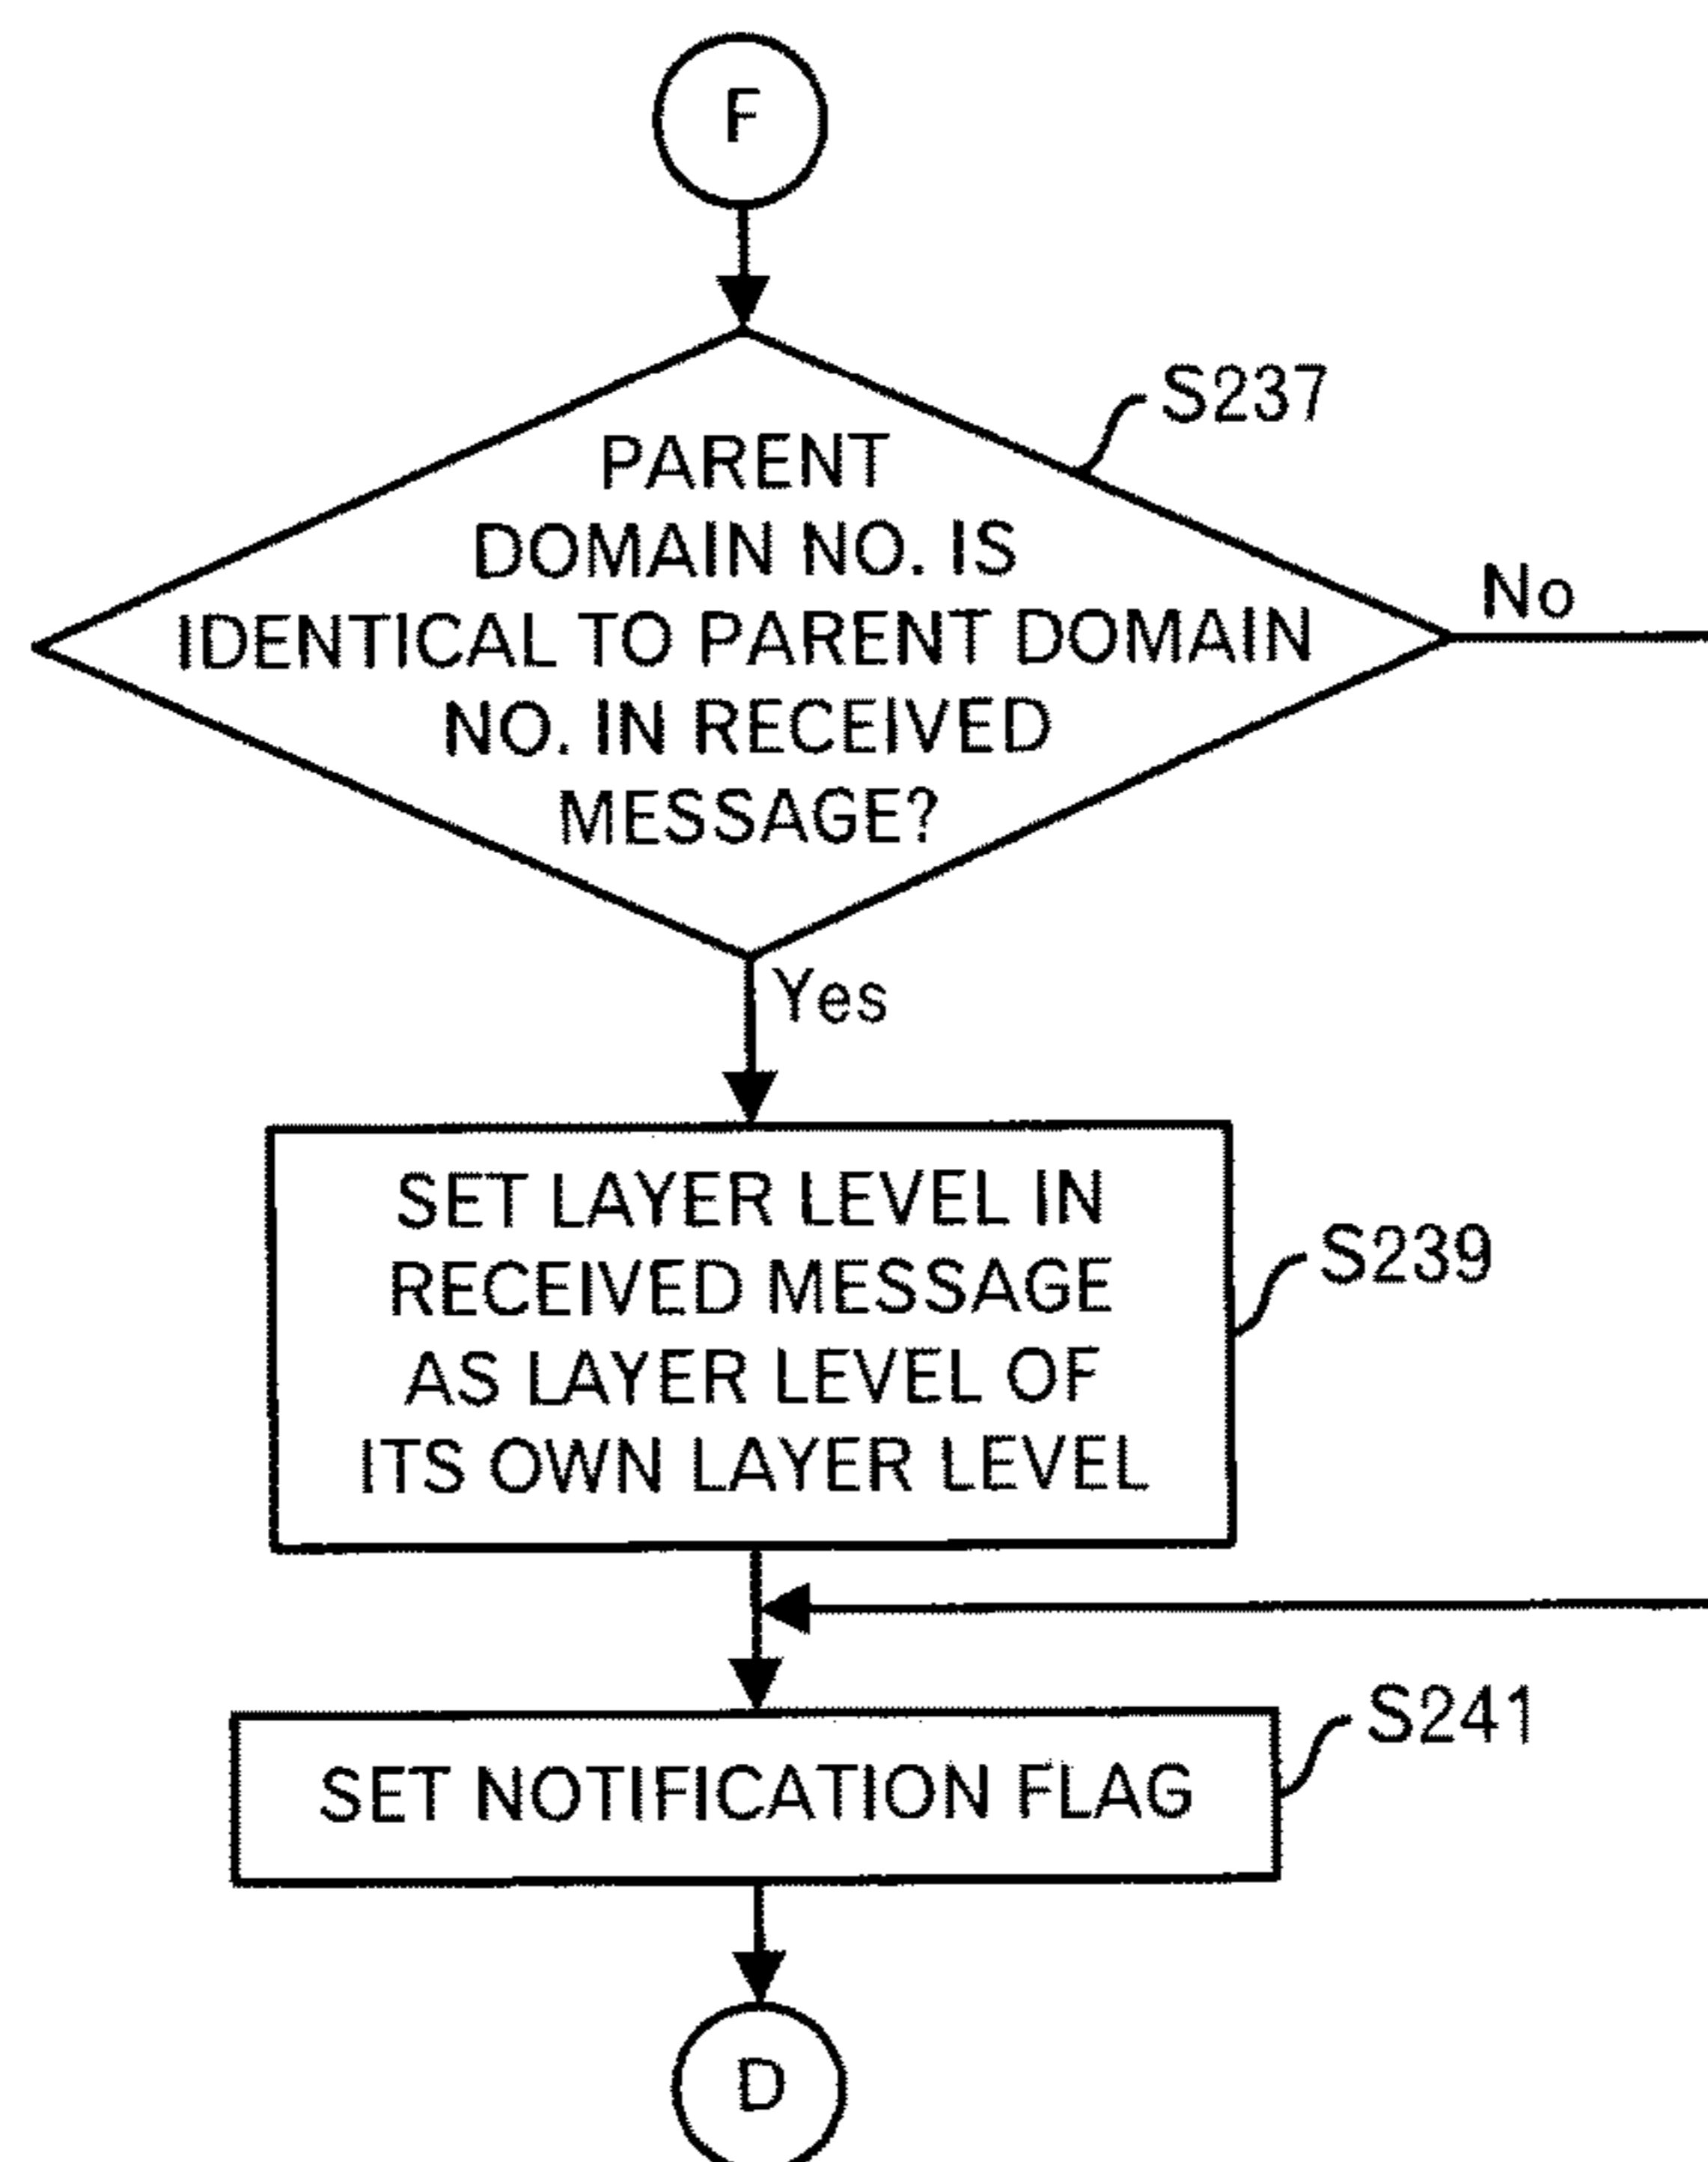 F
S237
PARENT
DOMAIN NO. IS
IDENTICAL TO PARENT DOMAIN
NO. IN RECEIVED
MESSAGE?
No
Yes
SET LAYER LEVEL IN
RECEIVED MESSAGE
AS LAYER LEVEL OF
ITS OWN LAYER LEVEL
S239
S241
SET NOTIFICATION FLAG
D